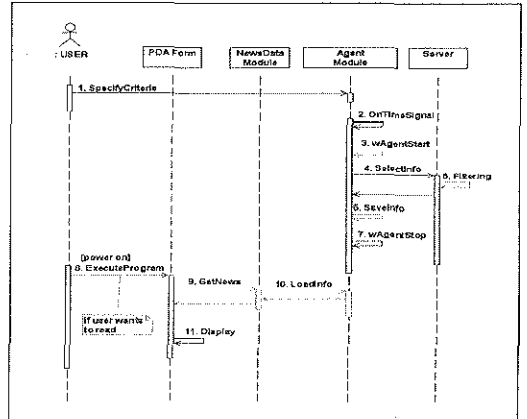 : USER
PDA Form
NewsData
Module
Agent
Module
Server
1. SpecifyCriteria
2. OnTimeSignal
3. wAgentStart
4. SelectInfo
5. Filtering
6. SaveInfo
7. wAgentStop
[power on]
8. ExecuteProgram
9. GetNews
10. LoadInfo
If user wants
to read
11. Display